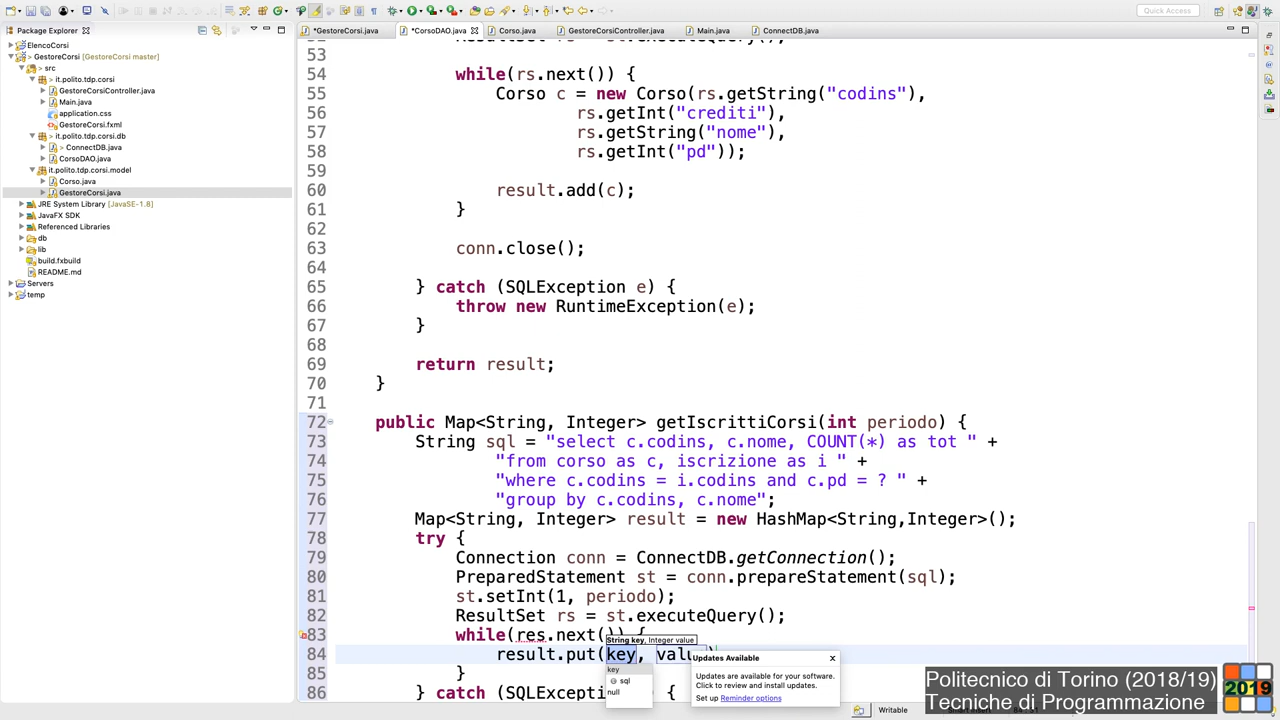 Quick Access
Package Explorer
*GestoreCorsi.java
*CorsoDAO.java
Corso.java
GestoreCorsiController.java
Main.java
ConnectDB.java
ElencoCorsi
> GestoreCorsi [GestoreCorsi master]
> src
> it.polito.tdp.corsi
> GestoreCorsiController.java
Main.java
application.css
GestoreCorsi.fxml
> it.polito.tdp.corsi.db
> ConnectDB.java
CorsoDAO.java
it.polito.tdp.corsi.model
Corso.java
GestoreCorsi.java
JRE System Library [JavaSE-1.8]
JavaFX SDK
Referenced Libraries
db
lib
build.fxbuild
README.md
Servers
temp
53
54 while(rs.next()) {
55 Corso c = new Corso(rs.getString("codins"),
56 rs.getInt("crediti"),
57 rs.getString("nome"),
58 rs.getInt("pd"));
59
60 result.add(c);
61 }
62
63 conn.close();
64
65 } catch (SQLException e) {
66 throw new RuntimeException(e);
67 }
68
69 return result;
70 }
71
72 public Map<String, Integer> getIscrittiCorsi(int periodo) {
73 String sql = "select c.codins, c.nome, COUNT(*) as tot " +
74 "from corso as c, iscrizione as i " +
75 "where c.codins = i.codins and c.pd = ? " +
76 "group by c.codins, c.nome";
77 Map<String, Integer> result = new HashMap<String,Integer>();
78 try {
79 Connection conn = ConnectDB.getConnection();
80 PreparedStatement st = conn.prepareStatement(sql);
81 st.setInt(1, periodo);
82 ResultSet rs = st.executeQuery();
83 while(res.next()) {
String key, Integer value
84 result.put(key, valu
key
sql
null
85 }
86 } catch (SQLExcep {
Updates Available
Updates are available for your software.
Click to review and install updates.
Set up Reminder options
Politecnico di Torino (2018/19)
Tecniche di Programmazione
2019
Writable